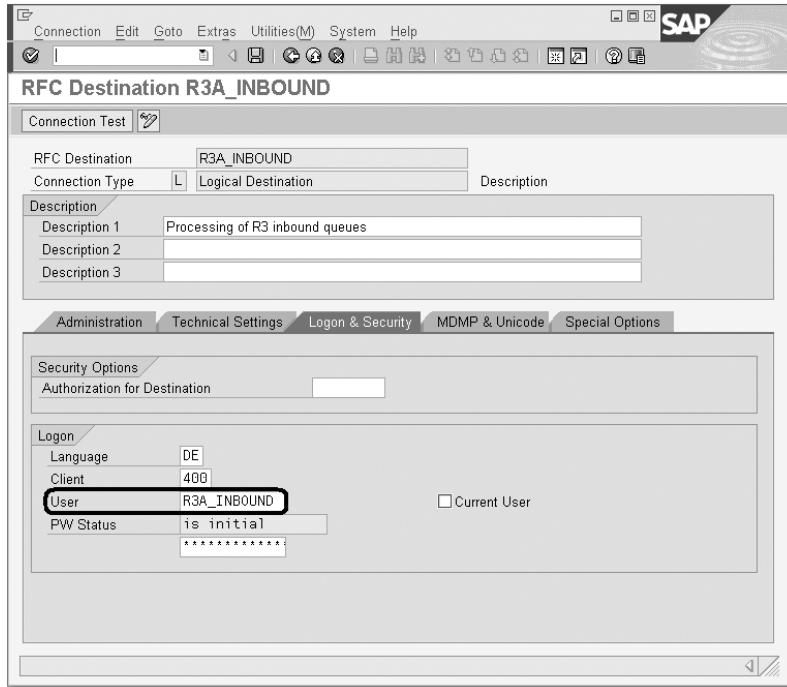 Connection Edit Goto Extras Utilities(M) System Help
SAP
RFC Destination R3A_INBOUND
Connection Test
RFC Destination R3A_INBOUND
Connection Type L Logical Destination Description
Description
Description 1 Processing of R3 inbound queues
Description 2
Description 3
Administration Technical Settings Logon & Security MDMP & Unicode Special Options
Security Options
Authorization for Destination
Logon
Language DE
Client 400
User R3A_INBOUND Current User
PW Status is initial
*************